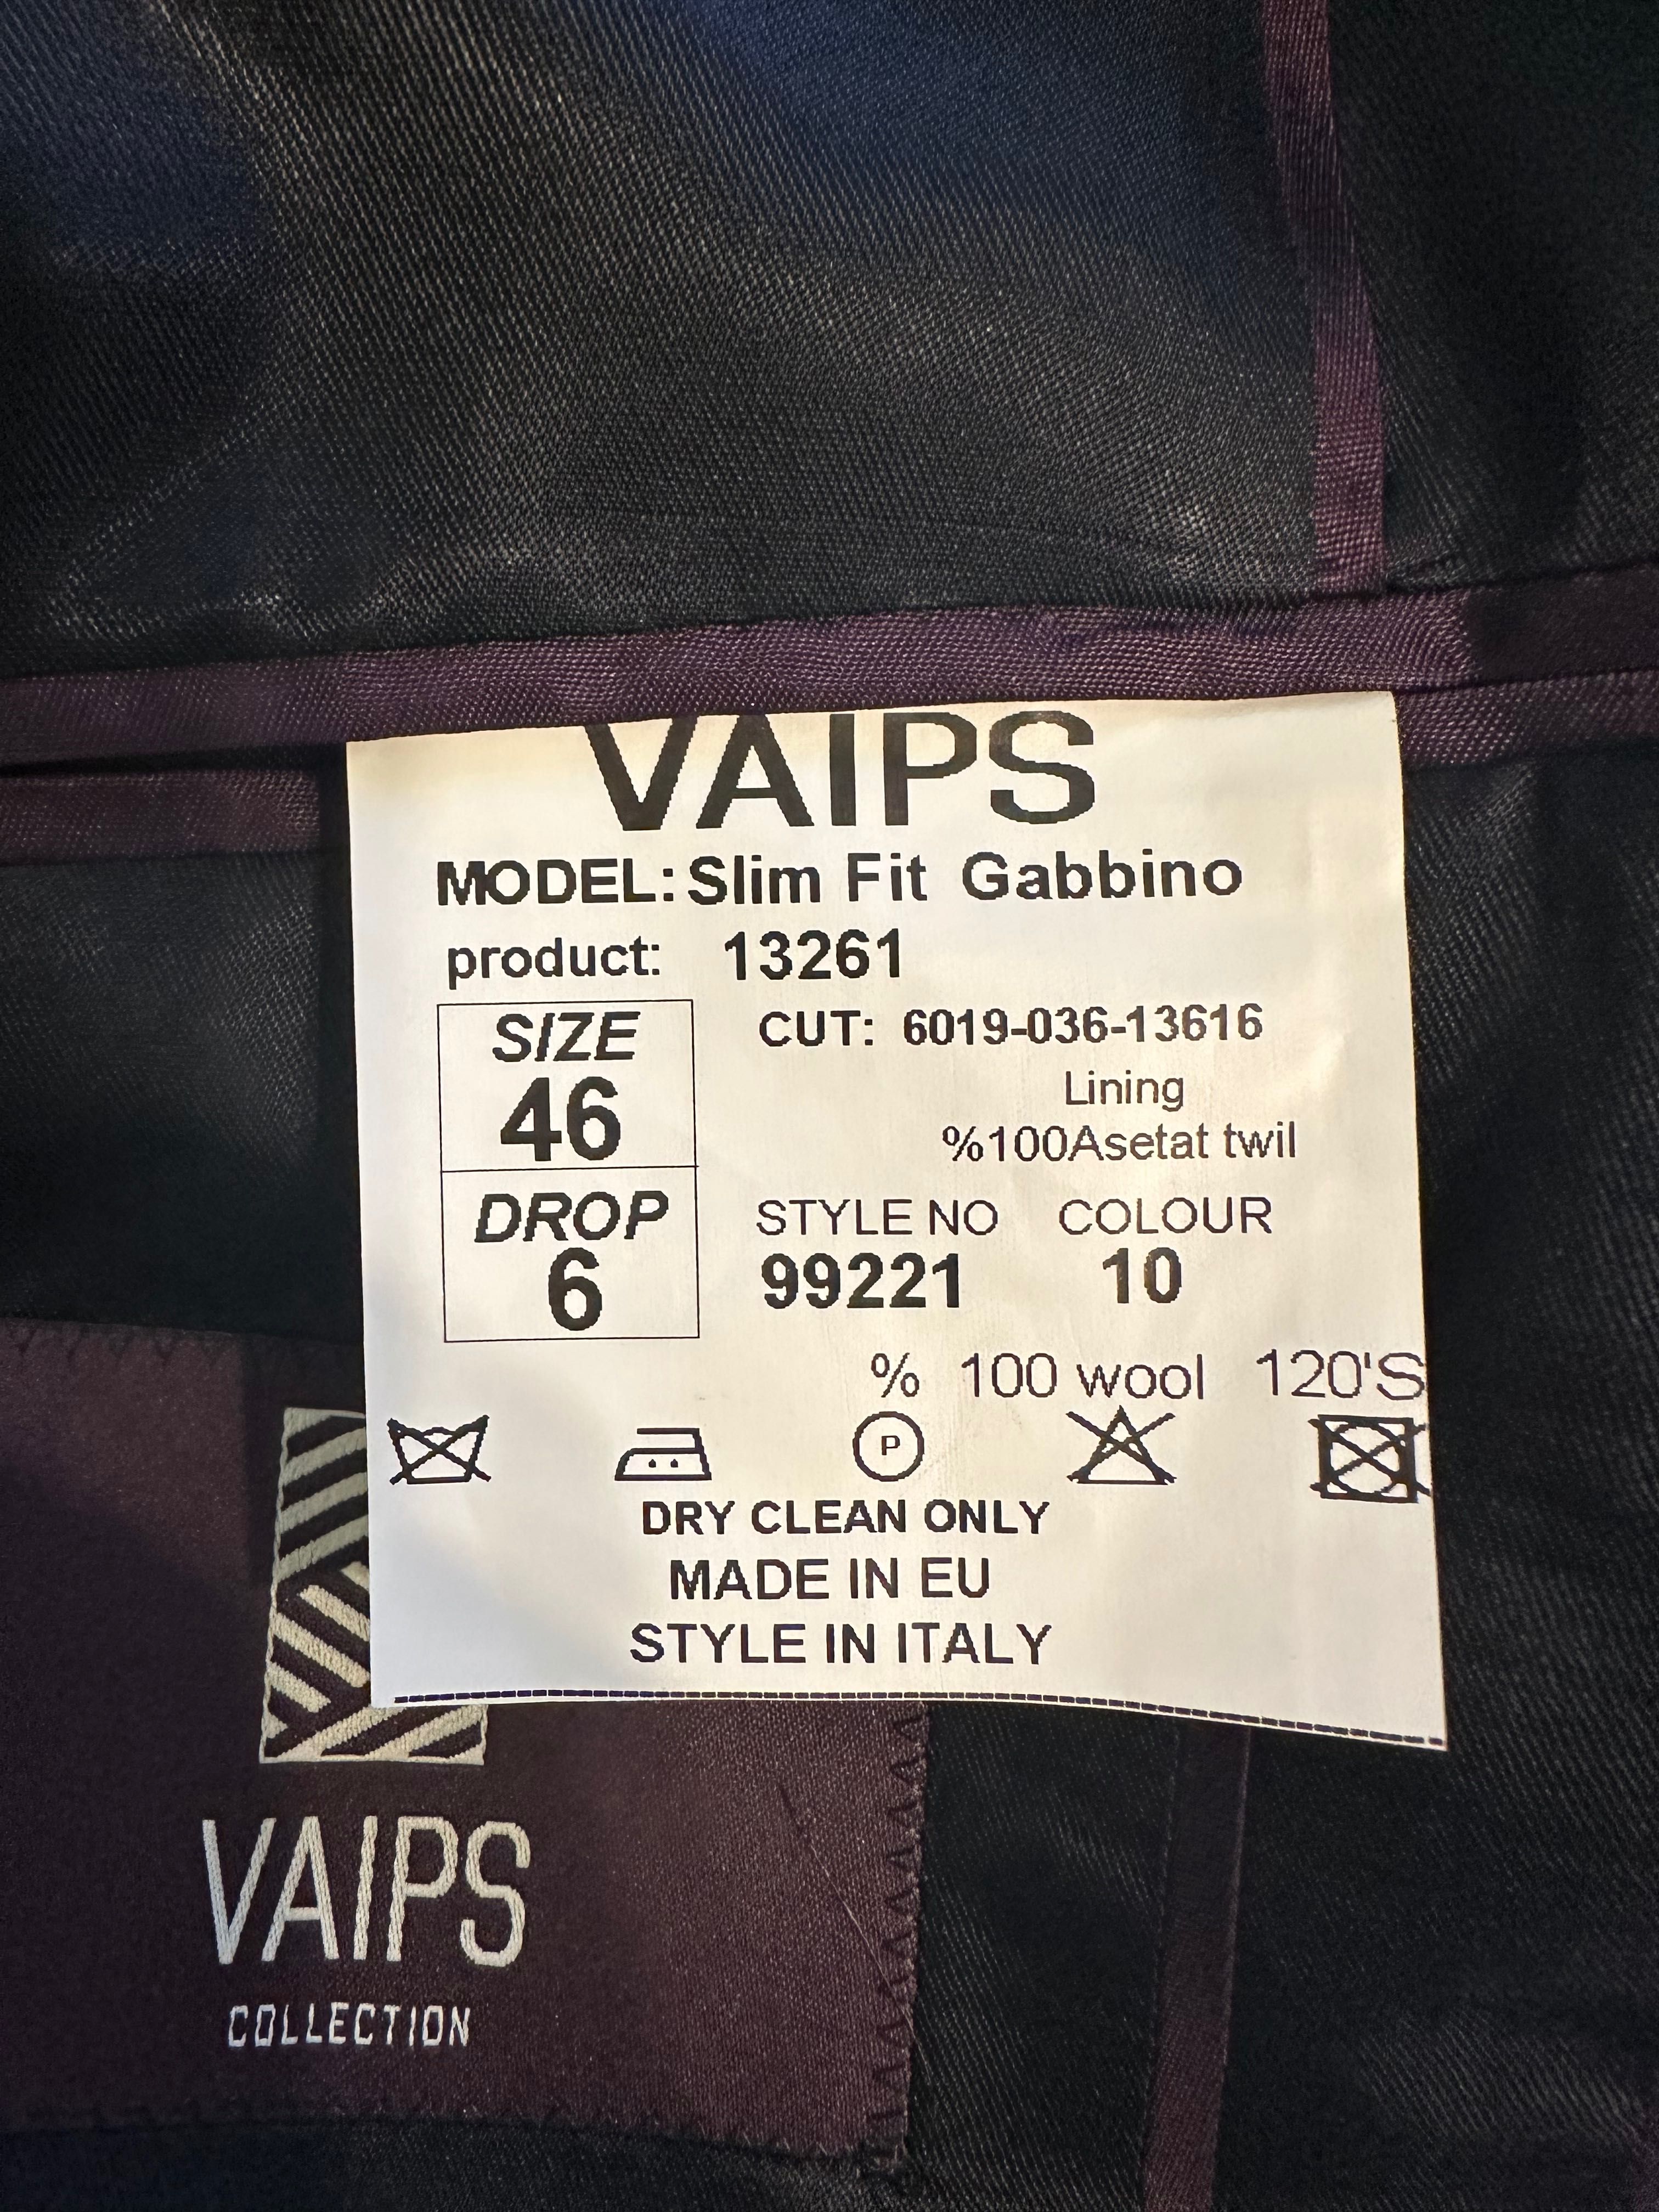 VAIPS
MODEL: Slim Fit Gabbino
product: 13261
SIZE
46
CUT: 6019-036-13616
Lining
%100Asetat twil
DROP
6
STYLE NO COLOUR
99221 10
% 100 wool 120'S
P
DRY CLEAN ONLY
MADE IN EU
STYLE IN ITALY
VAIPS
COLLECTION